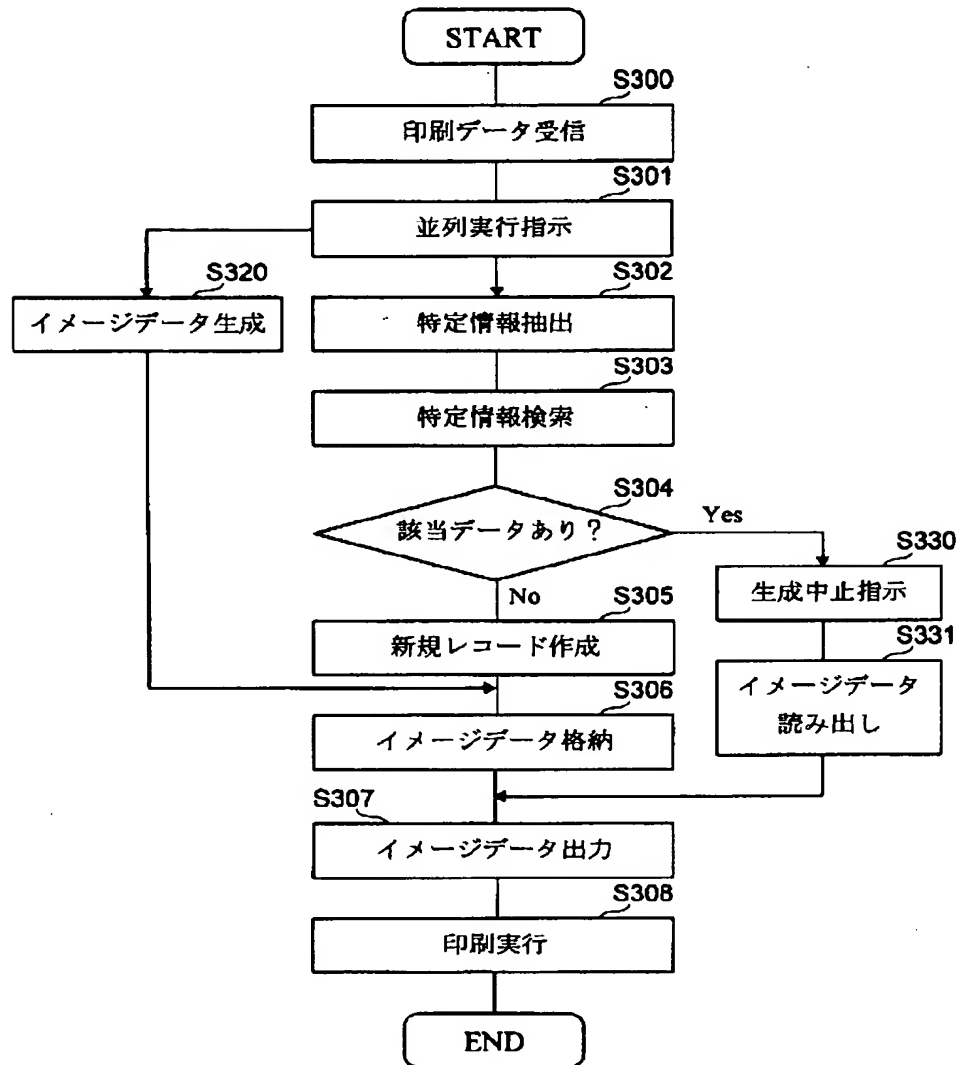 START
S300
印刷データ受信
S301
並列実行指示
S320
イメージデータ生成
S302
特定情報抽出
S303
特定情報検索
S304
該当データあり？
Yes
No
S330
生成中止指示
S331
イメージデータ
読み出し
S305
新規レコード作成
S306
イメージデータ格納
S307
イメージデータ出力
S308
印刷実行
END